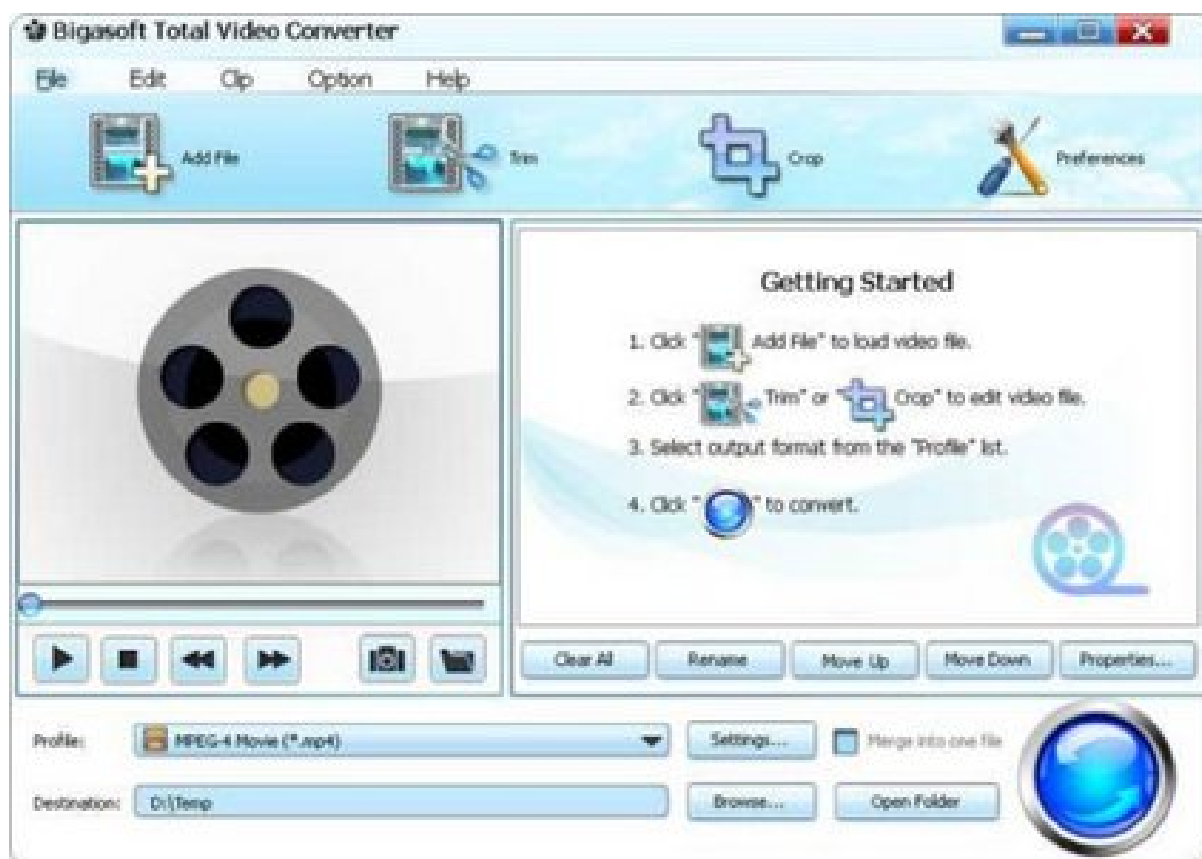 Bigasoft Total Video Converter
File Edit Clip Option Help
Add File Trim Crop Preferences
Getting Started
1. Click " Add File" to load video file.
2. Click " Trim" or " Crop" to edit video file.
3. Select output format from the "Profile" list.
4. Click " " to convert.
Clear All Rename Move Up Move Down Properties...
Profile: MPEG-4 Movie (*.mp4) Settings... Merge into one file
Destination: D:\Temp Browse... Open Folder